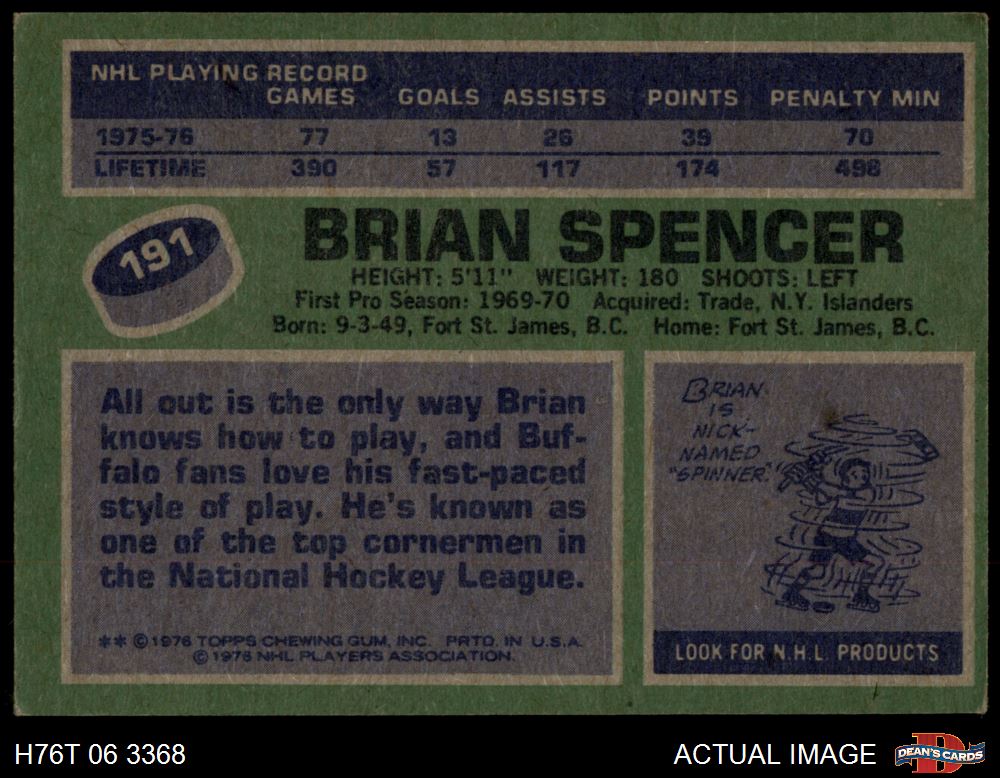 NHL PLAYING RECORD
GAMES GOALS ASSISTS POINTS PENALTY MIN
1975-76 77 13 26 39 70
LIFETIME 390 57 117 174 498
191
BRIAN SPENCER
HEIGHT: 5'11" WEIGHT: 180 SHOOTS: LEFT
First Pro Season: 1969-70 Acquired: Trade, N.Y. Islanders
Born: 9-3-49, Fort St. James, B.C. Home: Fort St. James, B.C.
All out is the only way Brian
knows how to play, and Buf-
falo fans love his fast-paced
style of play. He's known as
one of the top cornermen in
the National Hockey League.
** © 1976 TOPPS CHEWING GUM, INC. PRTD. IN U.S.A.
© 1976 NHL PLAYERS ASSOCIATION.
BRIAN
IS
NICK-
NAMED
"SPINNER."
LOOK FOR N.H.L. PRODUCTS
H76T 06 3368
ACTUAL IMAGE
D
DEAN'S CARDS